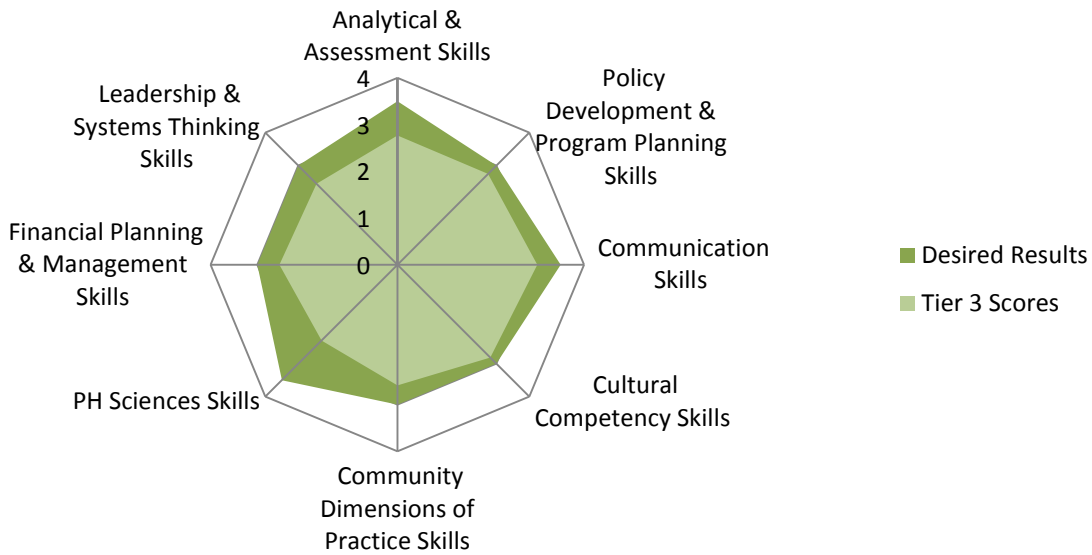 Analytical &
Assessment Skills
Policy
Development &
Program Planning
Skills
Communication
Skills
Cultural
Competency Skills
Community
Dimensions of
Practice Skills
PH Sciences Skills
Financial Planning
& Management
Skills
Leadership &
Systems Thinking
Skills
4
3
2
1
0
Desired Results
Tier 3 Scores